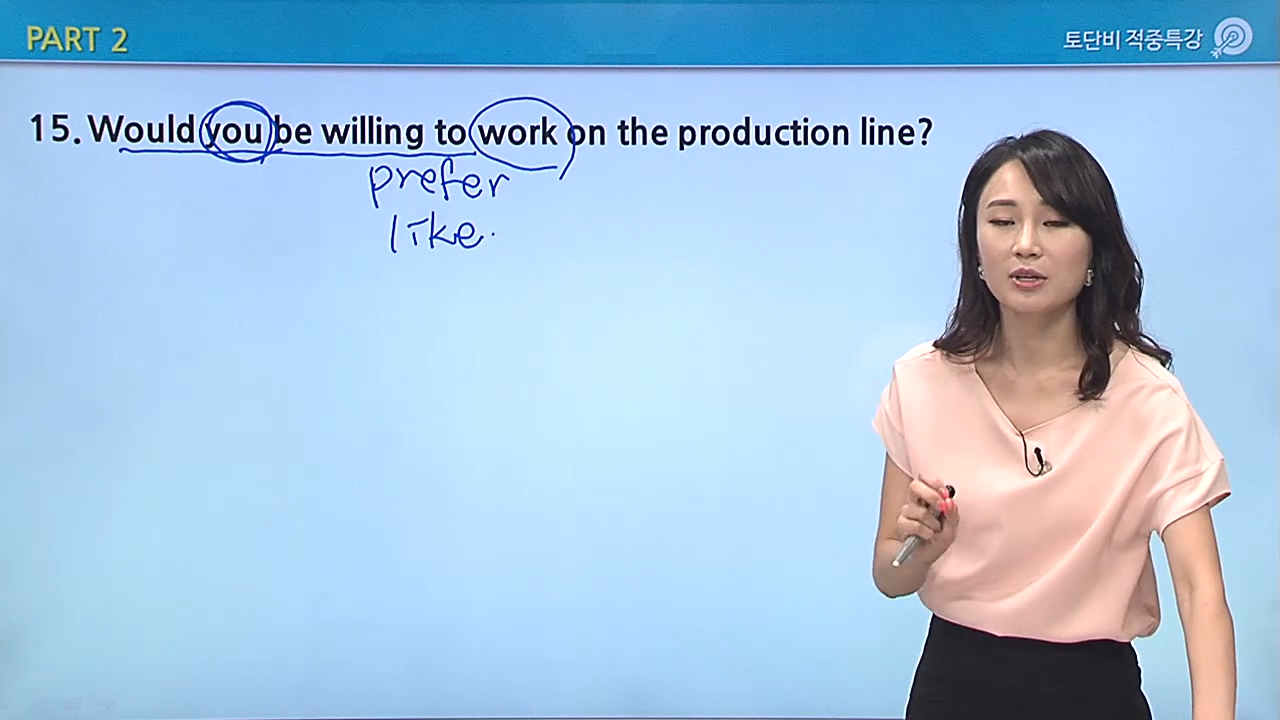 PART 2
토단비 적중특강
15. Would you be willing to work on the production line?
prefer
like.